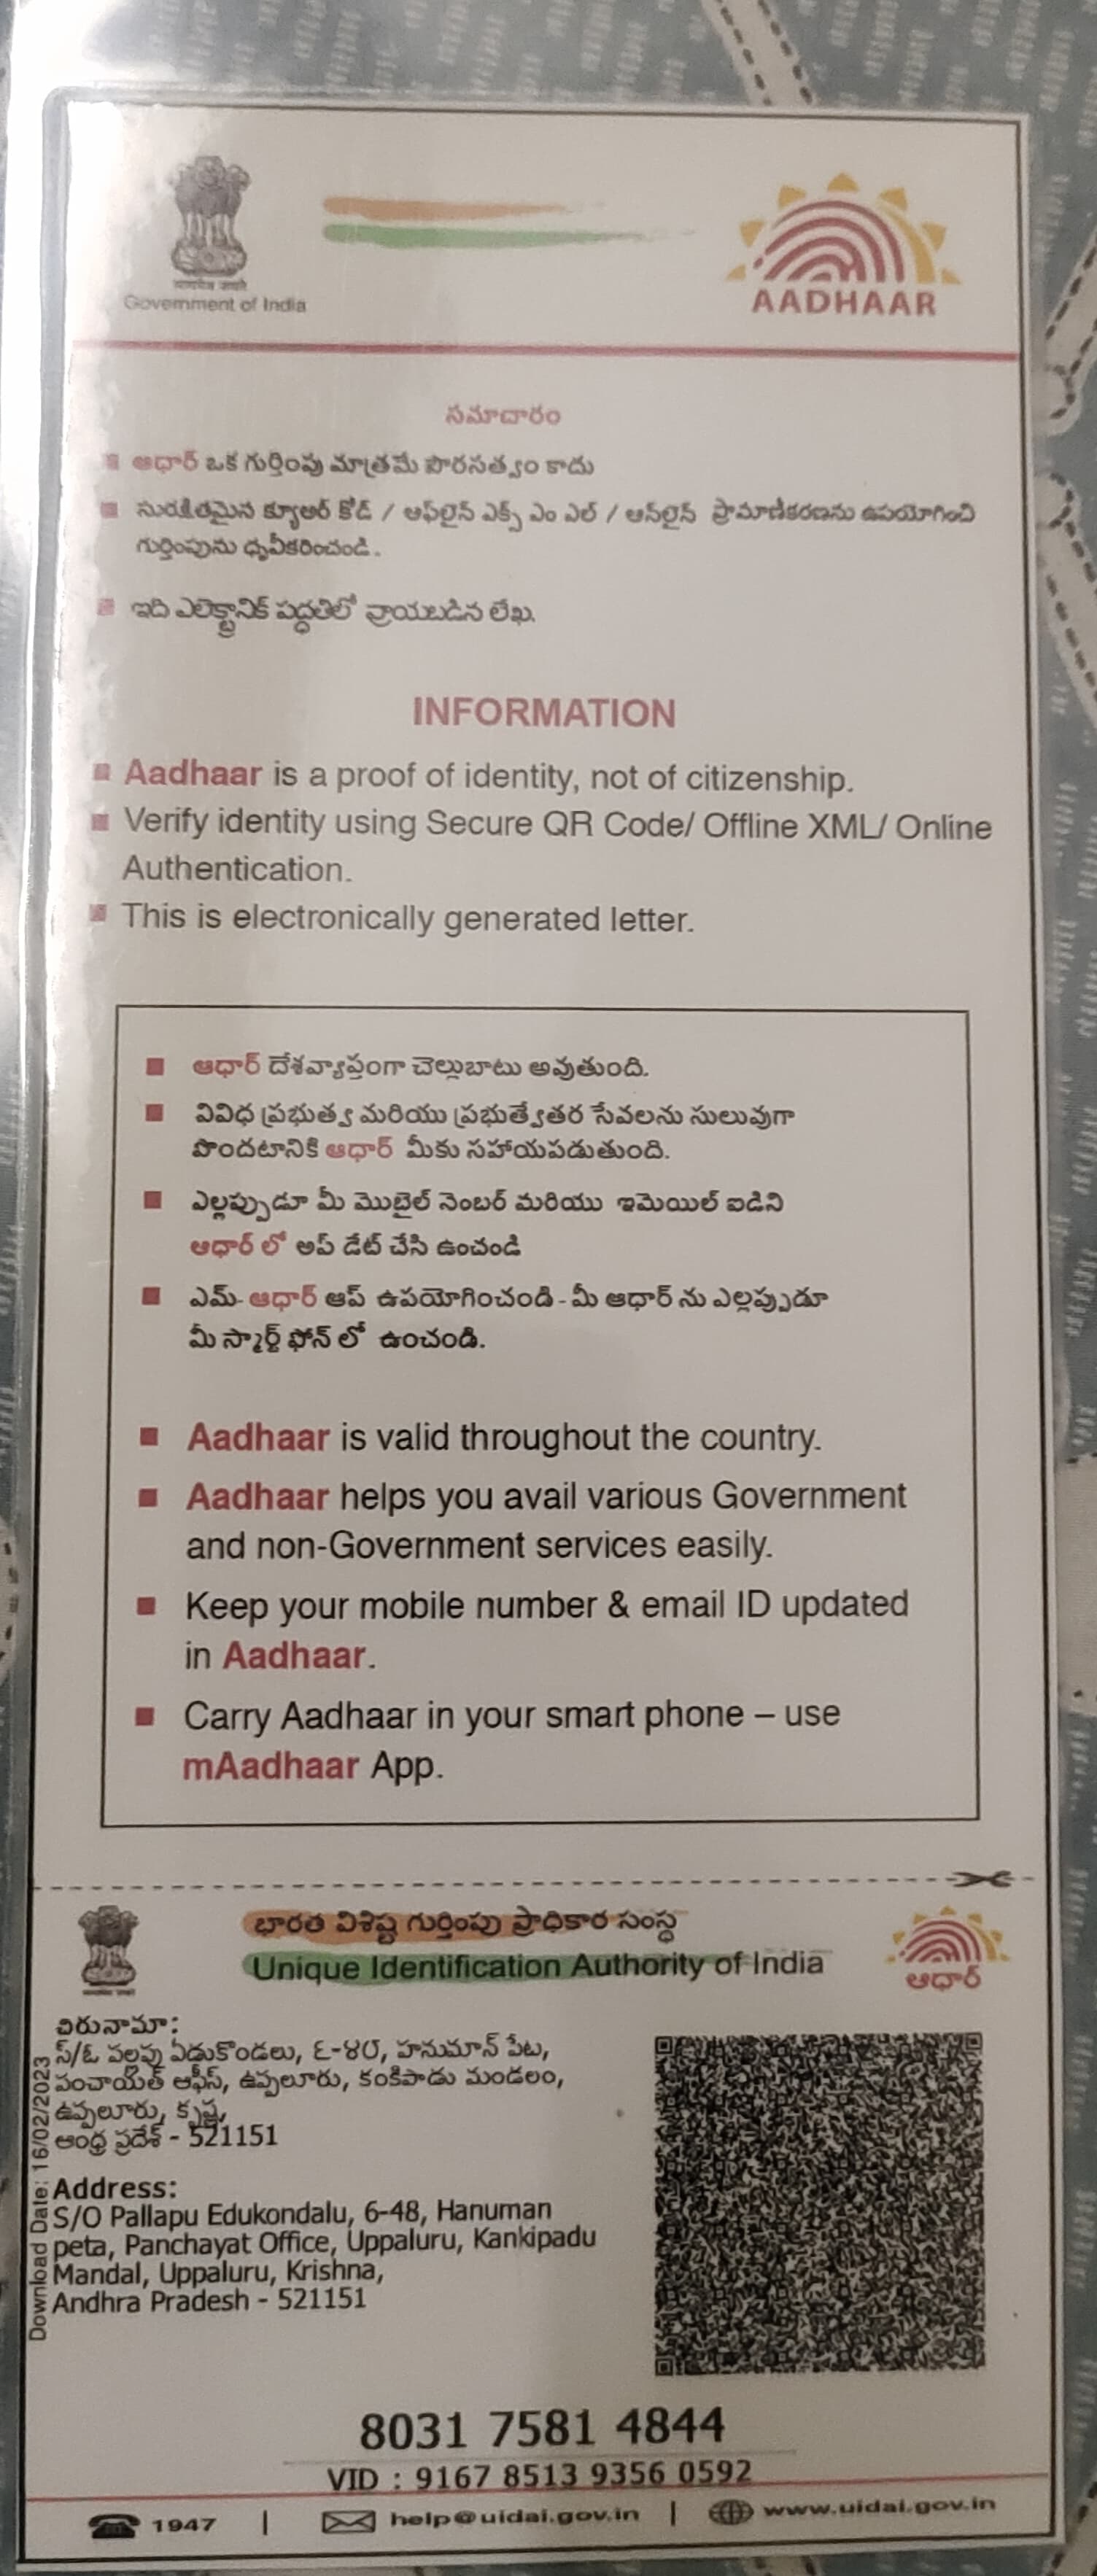 Government of India
AADHAAR
సమాచారం
ఆధార్ ఒక గుర్తింపు మాత్రమే పౌరసత్వం కాదు
సురక్షితమైన క్యూఆర్ కోడ్ / ఆఫ్‌లైన్ ఎక్స్ ఎం ఎల్ / ఆన్‌లైన్ ప్రామాణీకరణను ఉపయోగించి
గుర్తింపును ధృవీకరించండి.
ఇది ఎలెక్ట్రానిక్ పద్ధతిలో వ్రాయబడిన లేఖ.
INFORMATION
Aadhaar is a proof of identity, not of citizenship.
Verify identity using Secure QR Code/ Offline XML/ Online
Authentication.
This is electronically generated letter.
ఆధార్ దేశవ్యాప్తంగా చెల్లుబాటు అవుతుంది.
వివిధ ప్రభుత్వ మరియు ప్రభుత్వేతర సేవలను సులువుగా
పొందటానికి ఆధార్ మీకు సహాయపడుతుంది.
ఎల్లప్పుడూ మీ మొబైల్ నెంబర్ మరియు ఇమెయిల్ ఐడిని
ఆధార్ లో అప్ డేట్ చేసి ఉంచండి
ఎమ్- ఆధార్ ఆప్ ఉపయోగించండి - మీ ఆధార్ ను ఎల్లప్పుడూ
మీ స్మార్ట్ ఫోన్ లో ఉంచండి.
Aadhaar is valid throughout the country.
Aadhaar helps you avail various Government
and non-Government services easily.
Keep your mobile number & email ID updated
in Aadhaar.
Carry Aadhaar in your smart phone – use
mAadhaar App.
భారత విశిష్ట గుర్తింపు ప్రాధికార సంస్థ
Unique Identification Authority of India
ఆధార్
చిరునామా:
స్/ఓ పల్లపు ఏడుకొండలు, ౬-౪౮, హనుమాన్ పేట,
పంచాయత్ ఆఫీస్, ఉప్పలూరు, కంకిపాడు మండలం,
ఉప్పలూరు, కృష్ణ,
ఆంధ్ర ప్రదేశ్ - 521151
Download Date: 16/02/2023
Address:
S/O Pallapu Edukondalu, 6-48, Hanuman
peta, Panchayat Office, Uppaluru, Kankipadu
Mandal, Uppaluru, Krishna,
Andhra Pradesh - 521151
8031 7581 4844
VID : 9167 8513 9356 0592
1947 | help@uidai.gov.in | www.uidai.gov.in